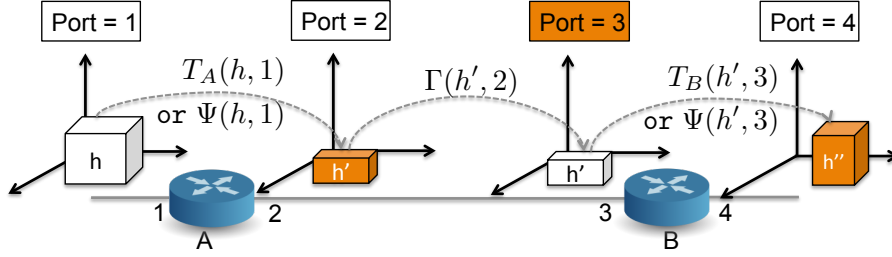 Port = 1
Port = 2
Port = 3
Port = 4
T_A(h, 1)
or Ψ(h, 1)
Γ(h′, 2)
T_B(h′, 3)
or Ψ(h′, 3)
h
h'
h'
h''
1
2
3
4
A
B